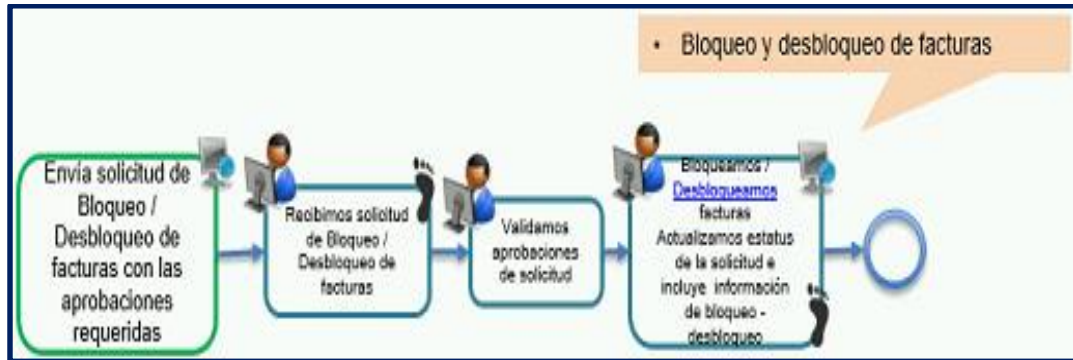 • Bloqueo y desbloqueo de facturas
Envía solicitud de
Bloqueo /
Desbloqueo de
facturas con las
aprobaciones
requeridas
Recibimos solicitud
de Bloqueo /
Desbloqueo de
facturas
Validamos
aprobaciones
de solicitud
Bloqueamos /
Desbloqueamos
facturas
Actualizamos estatus
de la solicitud e
incluye información
de bloqueo -
desbloqueo